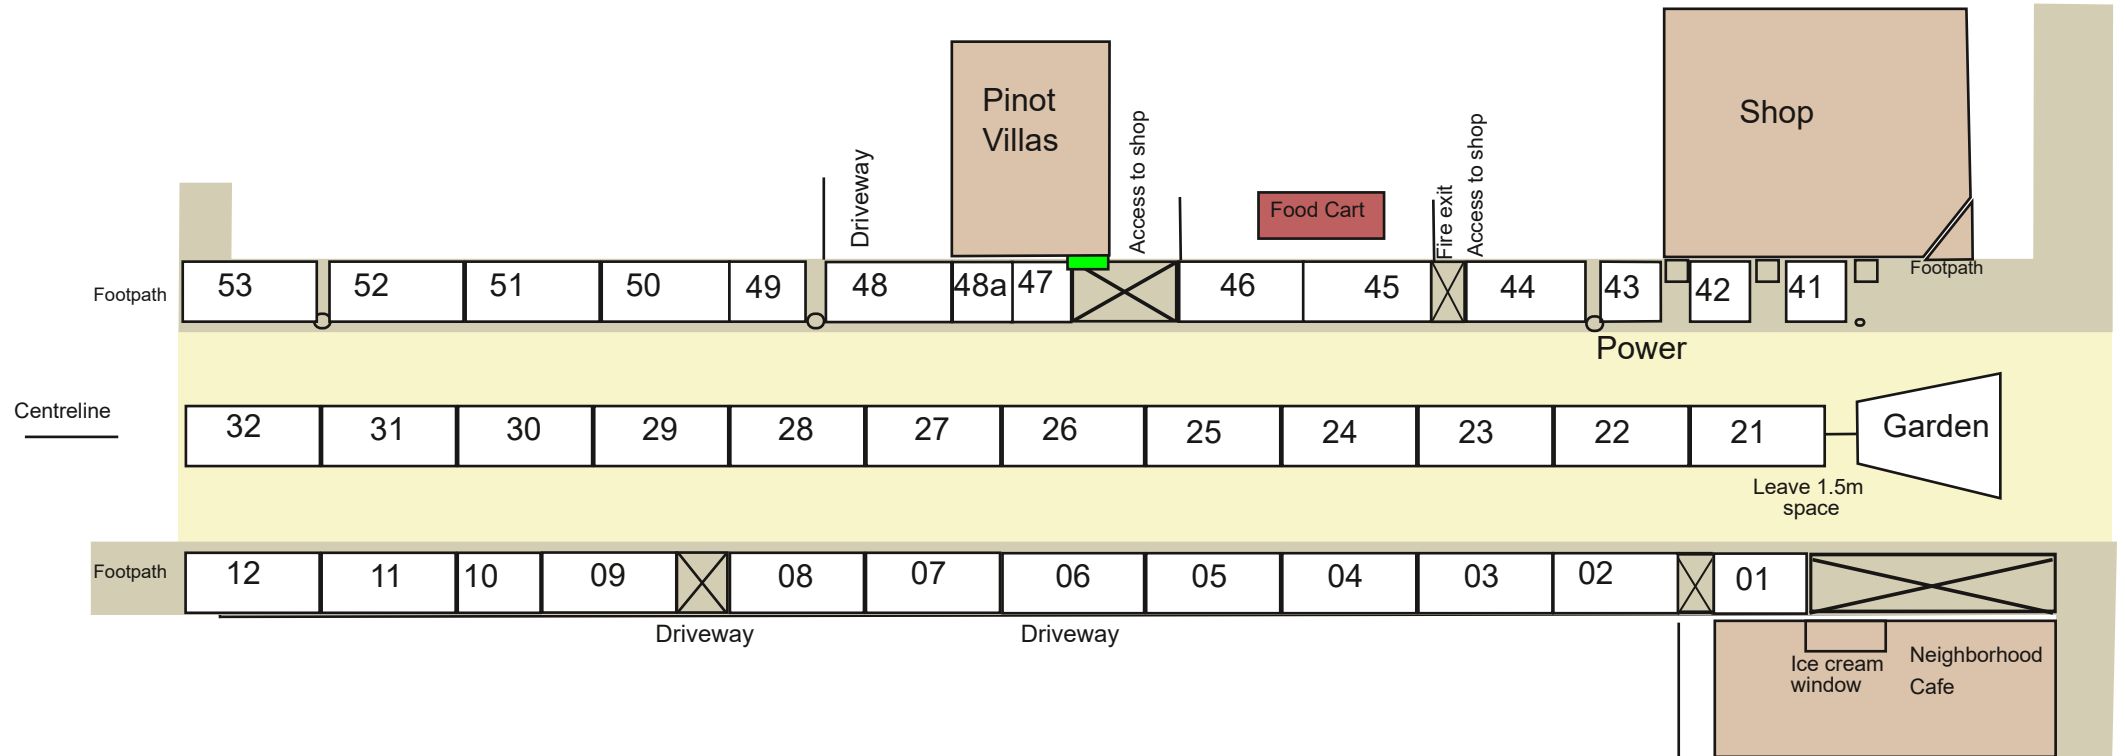 Pinot
Villas
Shop
Driveway
Access to shop
Food Cart
Fire exit
Access to shop
Footpath
Footpath
53
52
51
50
49
48
48a
47
46
45
44
43
42
41
Power
Centreline
32
31
30
29
28
27
26
25
24
23
22
21
Garden
Leave 1.5m
space
Footpath
12
11
10
09
08
07
06
05
04
03
02
01
Driveway
Driveway
Ice cream
window
Neighborhood
Cafe